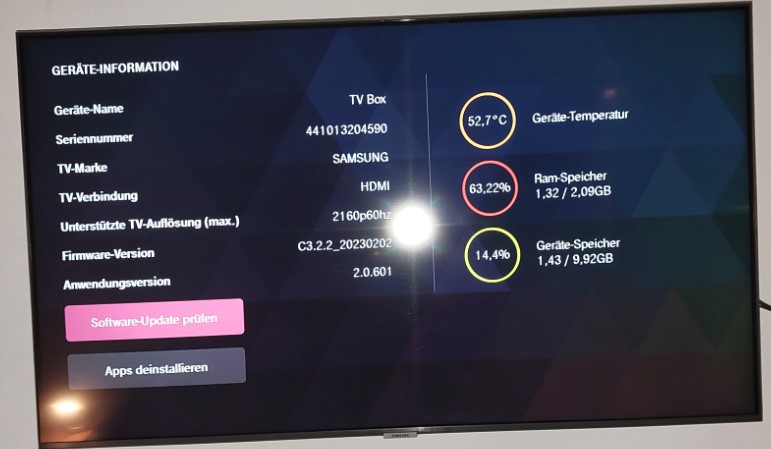 GERÄTE-INFORMATION
Geräte-Name TV Box
Seriennummer 441013204590
TV-Marke SAMSUNG
TV-Verbindung HDMI
Unterstützte TV-Auflösung (max.) 2160p60hz
Firmware-Version C3.2.2_20230202
Anwendungsversion 2.0.601
Software-Update prüfen
Apps deinstallieren
52,7°C Geräte-Temperatur
63,22% Ram-Speicher
1,32 / 2,09GB
14,4% Geräte-Speicher
1,43 / 9,92GB
SAMSUNG